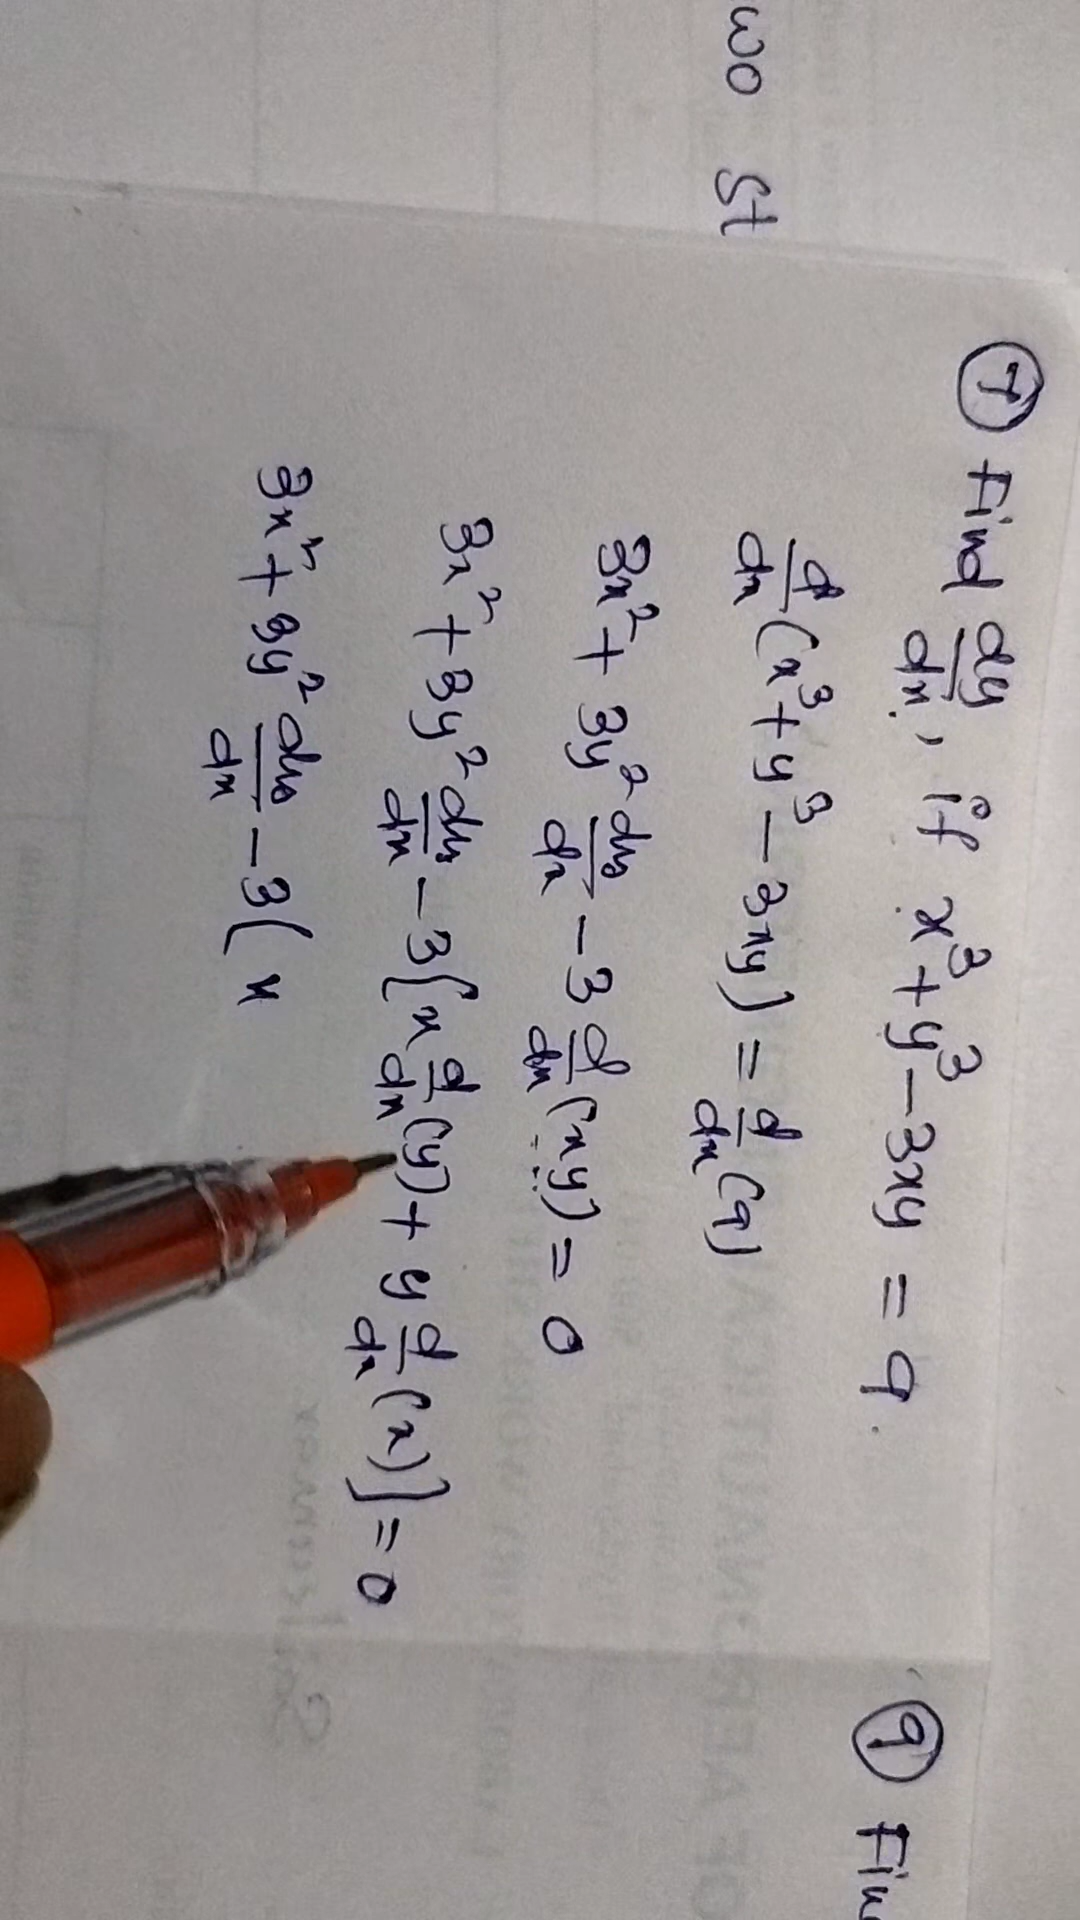 wo st
⑦ Find dy/dx, if x³ + y³ - 3xy = 9.
d/dx (x³ + y³ - 3xy) = d/dx (9)
3x² + 3y² dy/dx - 3 d/dx (xy) = 0
3x² + 3y² dy/dx - 3[x d/dx (y) + y d/dx (x)] = 0
3x² + 3y² dy/dx - 3(x
⑨ Fin